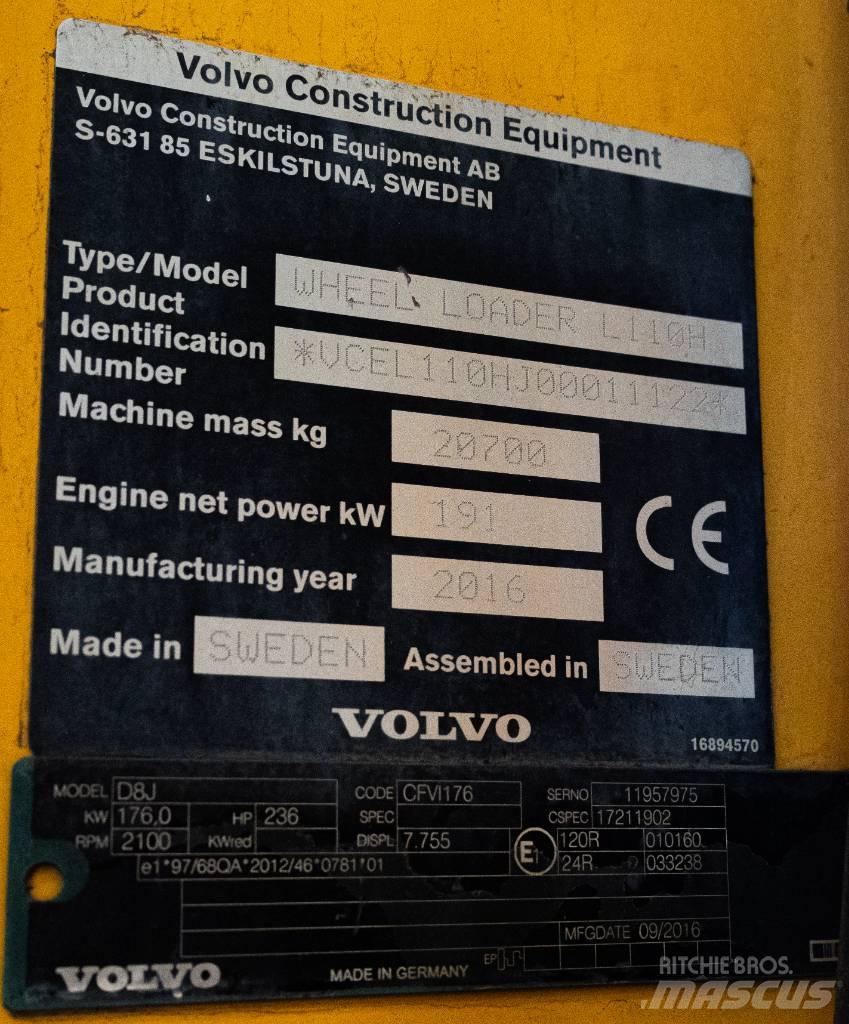 Volvo Construction Equipment
Volvo Construction Equipment AB
S-631 85 ESKILSTUNA, SWEDEN
Type/Model WHEEL LOADER L110H
Product
Identification
Number *VCEL110HJ00011122*
Machine mass kg 20700
Engine net power kW 191
CE
Manufacturing year 2016
Made in SWEDEN Assembled in SWEDEN
VOLVO
16894570
MODEL D8J CODE CFVI176 SERNO 11957975
KW 176,0 HP 236 SPEC CSPEC 17211902
RPM 2100 KWred DISPL 7.755 E1 120R 010160
e1*97/68QA*2012/46*0781*01 24R 033238
MFGDATE 09/2016
VOLVO MADE IN GERMANY EP
RITCHIE BROS.
MASCUS